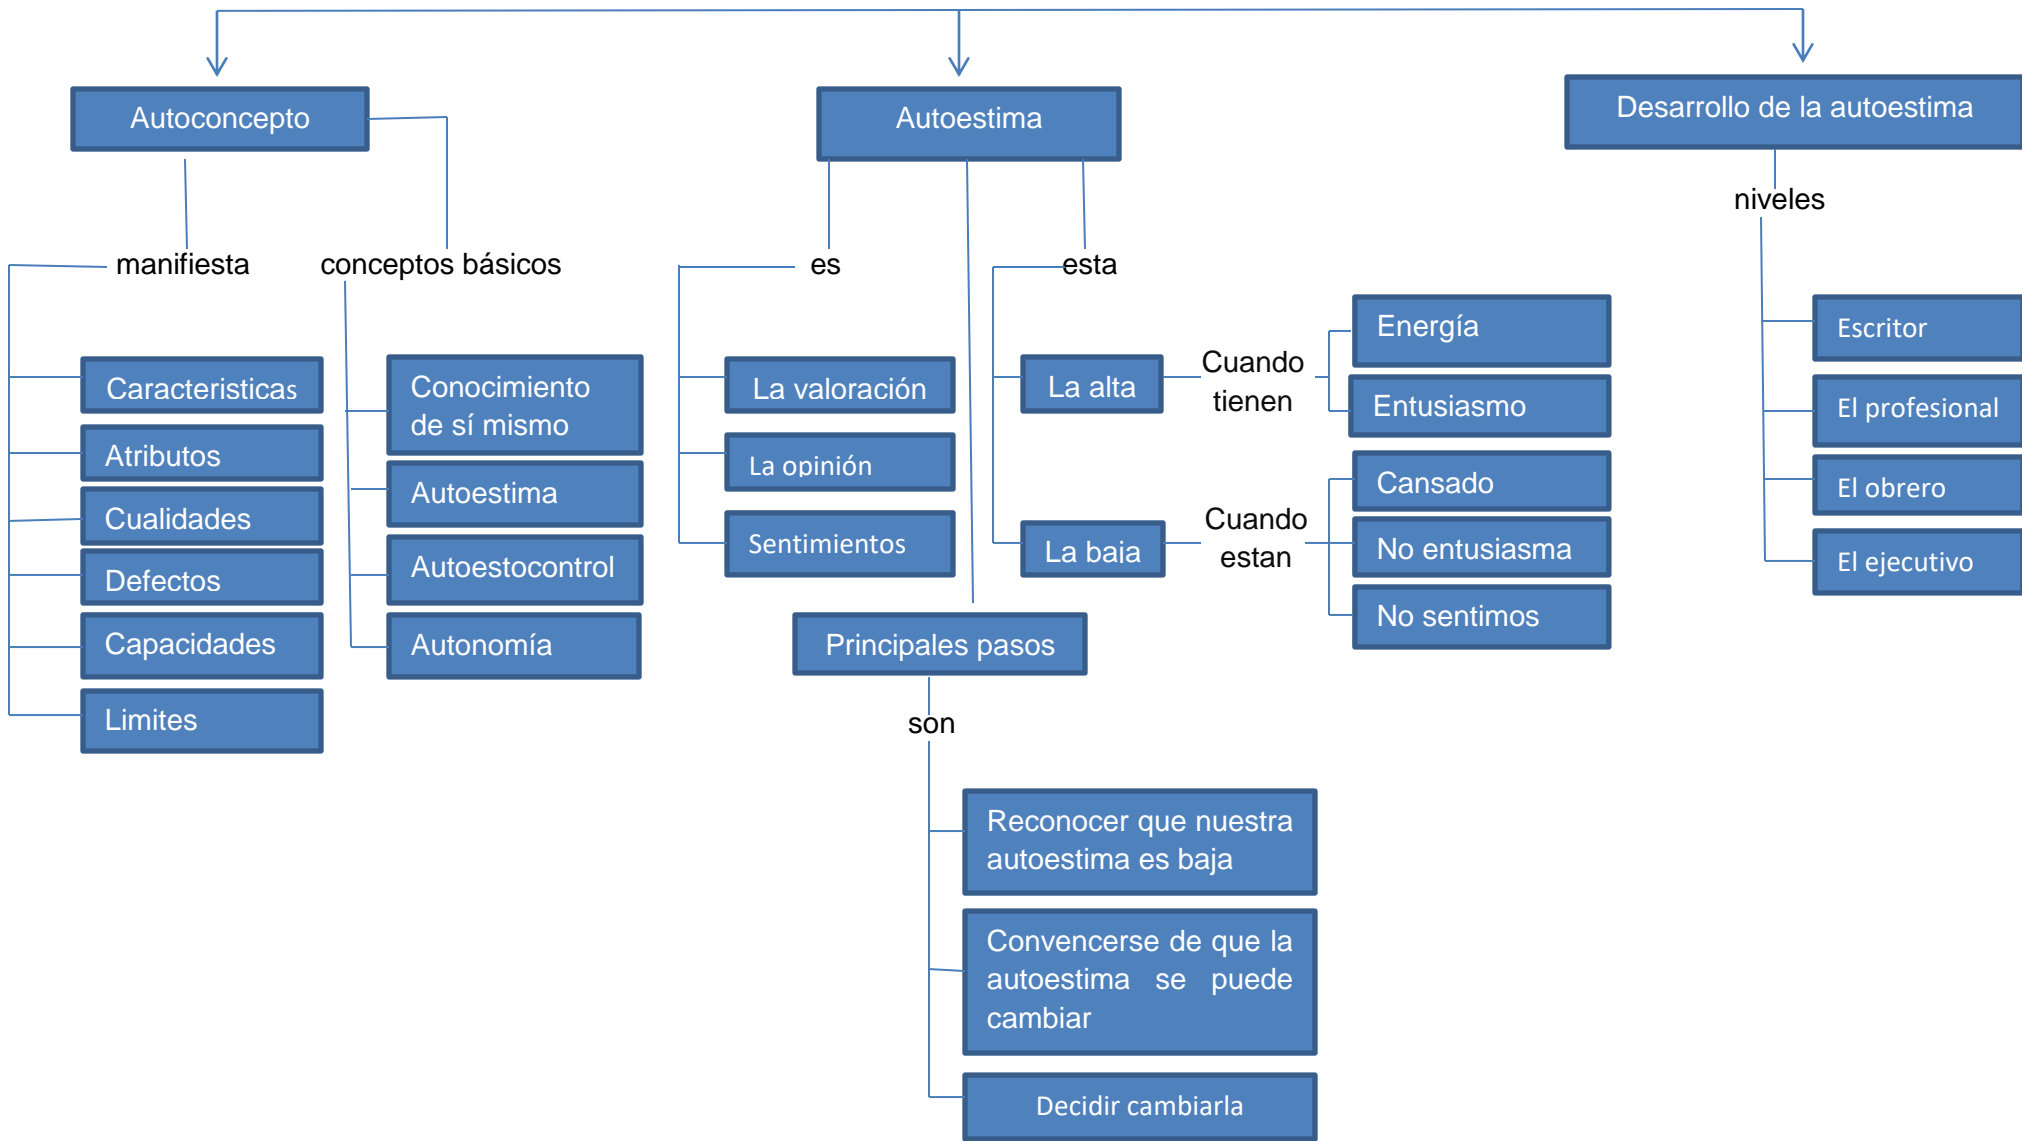 Autoconcepto
manifiesta
Caracteristicas
Atributos
Cualidades
Defectos
Capacidades
Limites
conceptos básicos
Conocimiento
de sí mismo
Autoestima
Autoestocontrol
Autonomía
Autoestima
es
La valoración
La opinión
Sentimientos
esta
La alta
Cuando
tienen
Energía
Entusiasmo
La baja
Cuando
estan
Cansado
No entusiasma
No sentimos
Principales pasos
son
Reconocer que nuestra
autoestima es baja
Convencerse de que la
autoestima se puede
cambiar
Decidir cambiarla
Desarrollo de la autoestima
niveles
Escritor
El profesional
El obrero
El ejecutivo